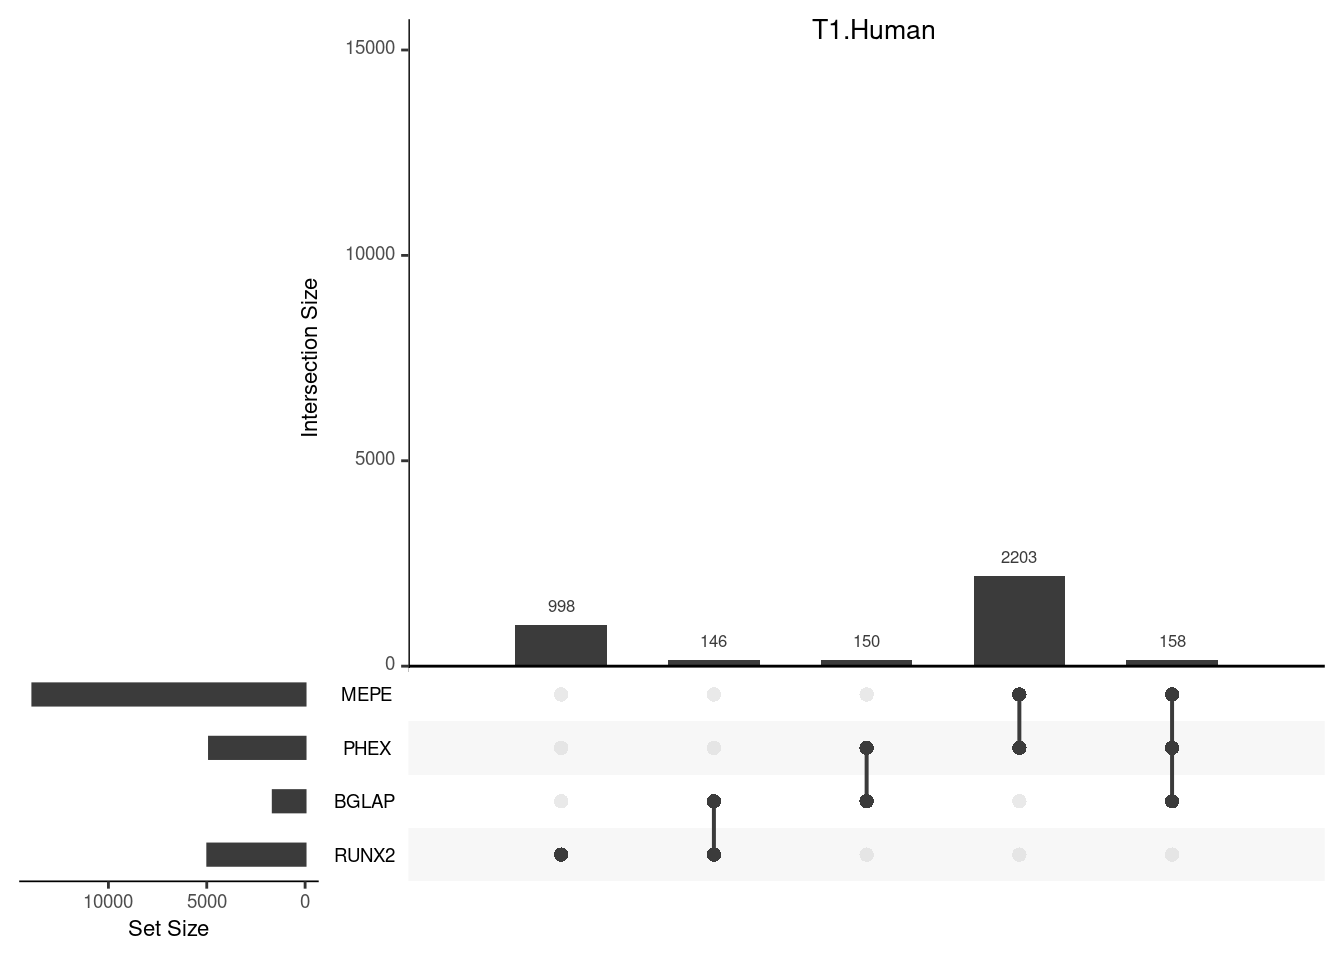 T1.Human
15000
10000
5000
0
Intersection Size
998
146
150
2203
158
MEPE
PHEX
BGLAP
RUNX2
10000 5000 0
Set Size